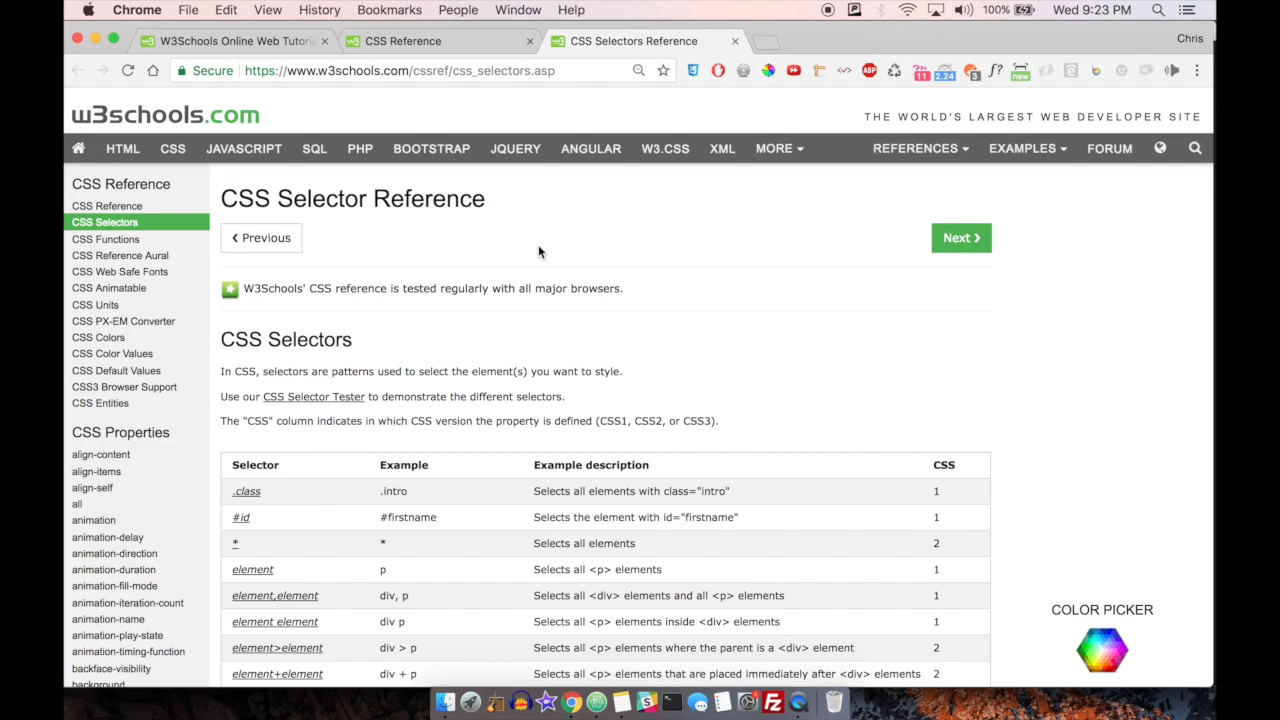 Chrome File Edit View History Bookmarks People Window Help 100% Wed 9:23 PM
W3Schools Online Web Tutoria CSS Reference CSS Selectors Reference Chris
Secure https://www.w3schools.com/cssref/css_selectors.asp
w3schools.com
THE WORLD'S LARGEST WEB DEVELOPER SITE
HTML CSS JAVASCRIPT SQL PHP BOOTSTRAP JQUERY ANGULAR W3.CSS XML MORE REFERENCES EXAMPLES FORUM
CSS Reference
CSS Reference
CSS Selectors
CSS Functions
CSS Reference Aural
CSS Web Safe Fonts
CSS Animatable
CSS Units
CSS PX-EM Converter
CSS Colors
CSS Color Values
CSS Default Values
CSS3 Browser Support
CSS Entities
CSS Properties
align-content
align-items
align-self
all
animation
animation-delay
animation-direction
animation-duration
animation-fill-mode
animation-iteration-count
animation-name
animation-play-state
animation-timing-function
backface-visibility
background
CSS Selector Reference
❮ Previous
Next ❯
W3Schools' CSS reference is tested regularly with all major browsers.
CSS Selectors
In CSS, selectors are patterns used to select the element(s) you want to style.
Use our CSS Selector Tester to demonstrate the different selectors.
The "CSS" column indicates in which CSS version the property is defined (CSS1, CSS2, or CSS3).
Selector Example Example description CSS
.class .intro Selects all elements with class="intro" 1
#id #firstname Selects the element with id="firstname" 1
* * Selects all elements 2
element p Selects all <p> elements 1
element,element div, p Selects all <div> elements and all <p> elements 1
element element div p Selects all <p> elements inside <div> elements 1
element>element div > p Selects all <p> elements where the parent is a <div> element 2
element+element div + p Selects all <p> elements that are placed immediately after <div> elements 2
COLOR PICKER